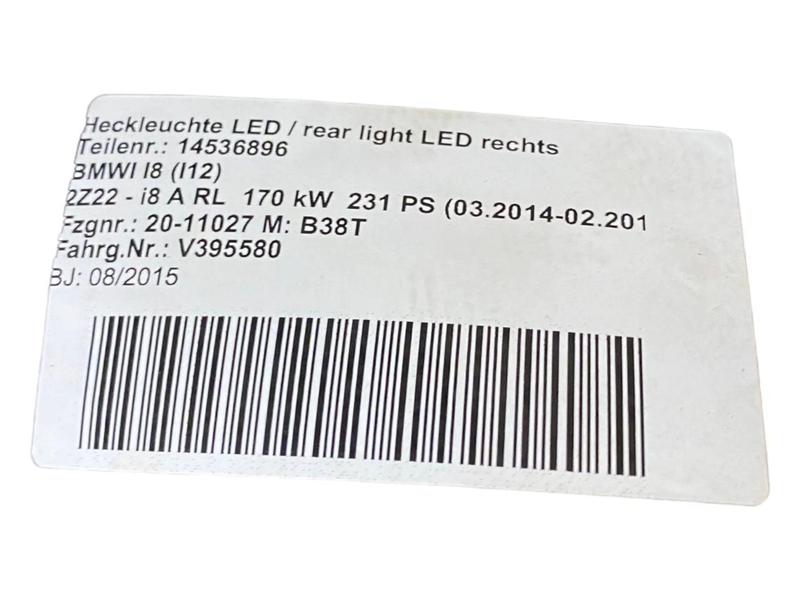 Heckleuchte LED / rear light LED rechts
Teilenr.: 14536896
BMWI I8 (I12)
2Z22 - i8 A RL 170 kW 231 PS (03.2014-02.201
Fzgnr.: 20-11027 M: B38T
Fahrg.Nr.: V395580
BJ: 08/2015